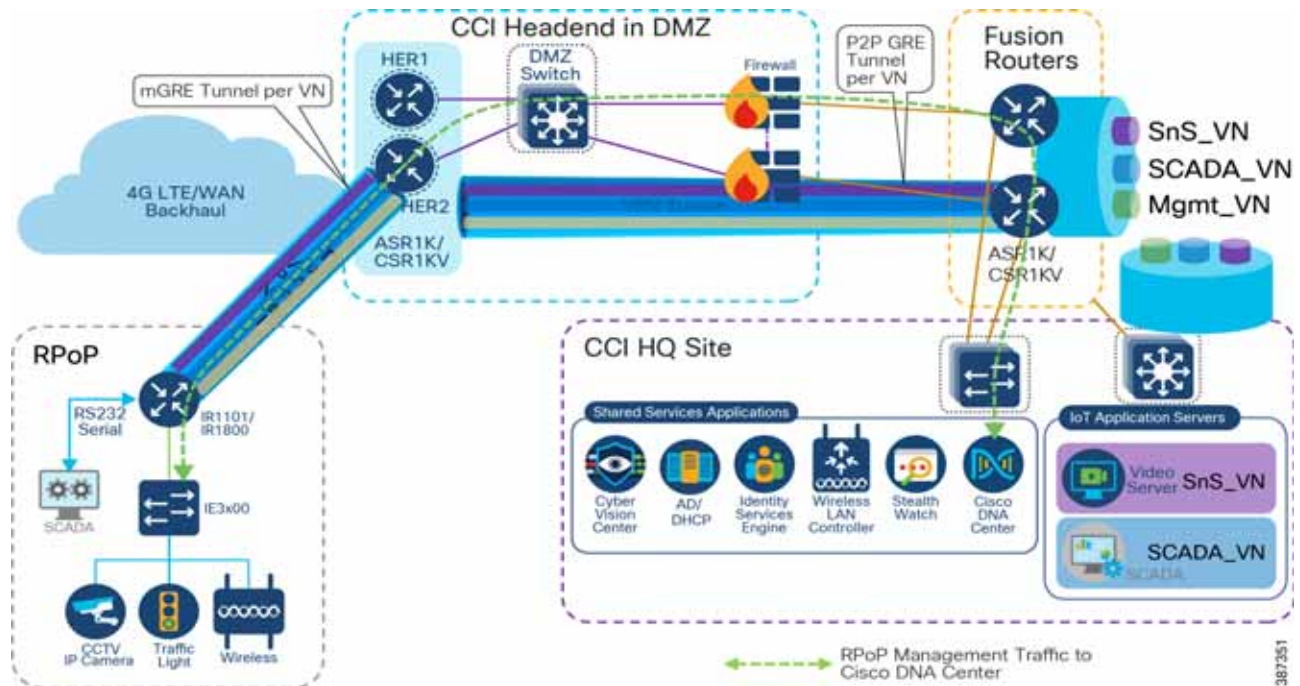 CCI Headend in DMZ
HER1
DMZ
Switch
Firewall
P2P GRE
Tunnel
per VN
Fusion
Routers
mGRE Tunnel per VN
4G LTE/WAN
Backhaul
HER2
ASR1K/
CSR1KV
ASR1K/
CSR1KV
SnS_VN
SCADA_VN
Mgmt_VN
RPoP
RS232
Serial
IR1101/
IR1800
SCADA
IE3x00
CCTV
IP Camera
Traffic
Light
Wireless
CCI HQ Site
Shared Services Applications
Cyber
Vision
Center
AD/
DHCP
Identity
Services
Engine
Wireless
LAN
Controller
Stealth
Watch
Cisco
DNA
Center
IoT Application Servers
Video
Server
SnS_VN
SCADA_VN
SCADA
RPoP Management Traffic to
Cisco DNA Center
387351